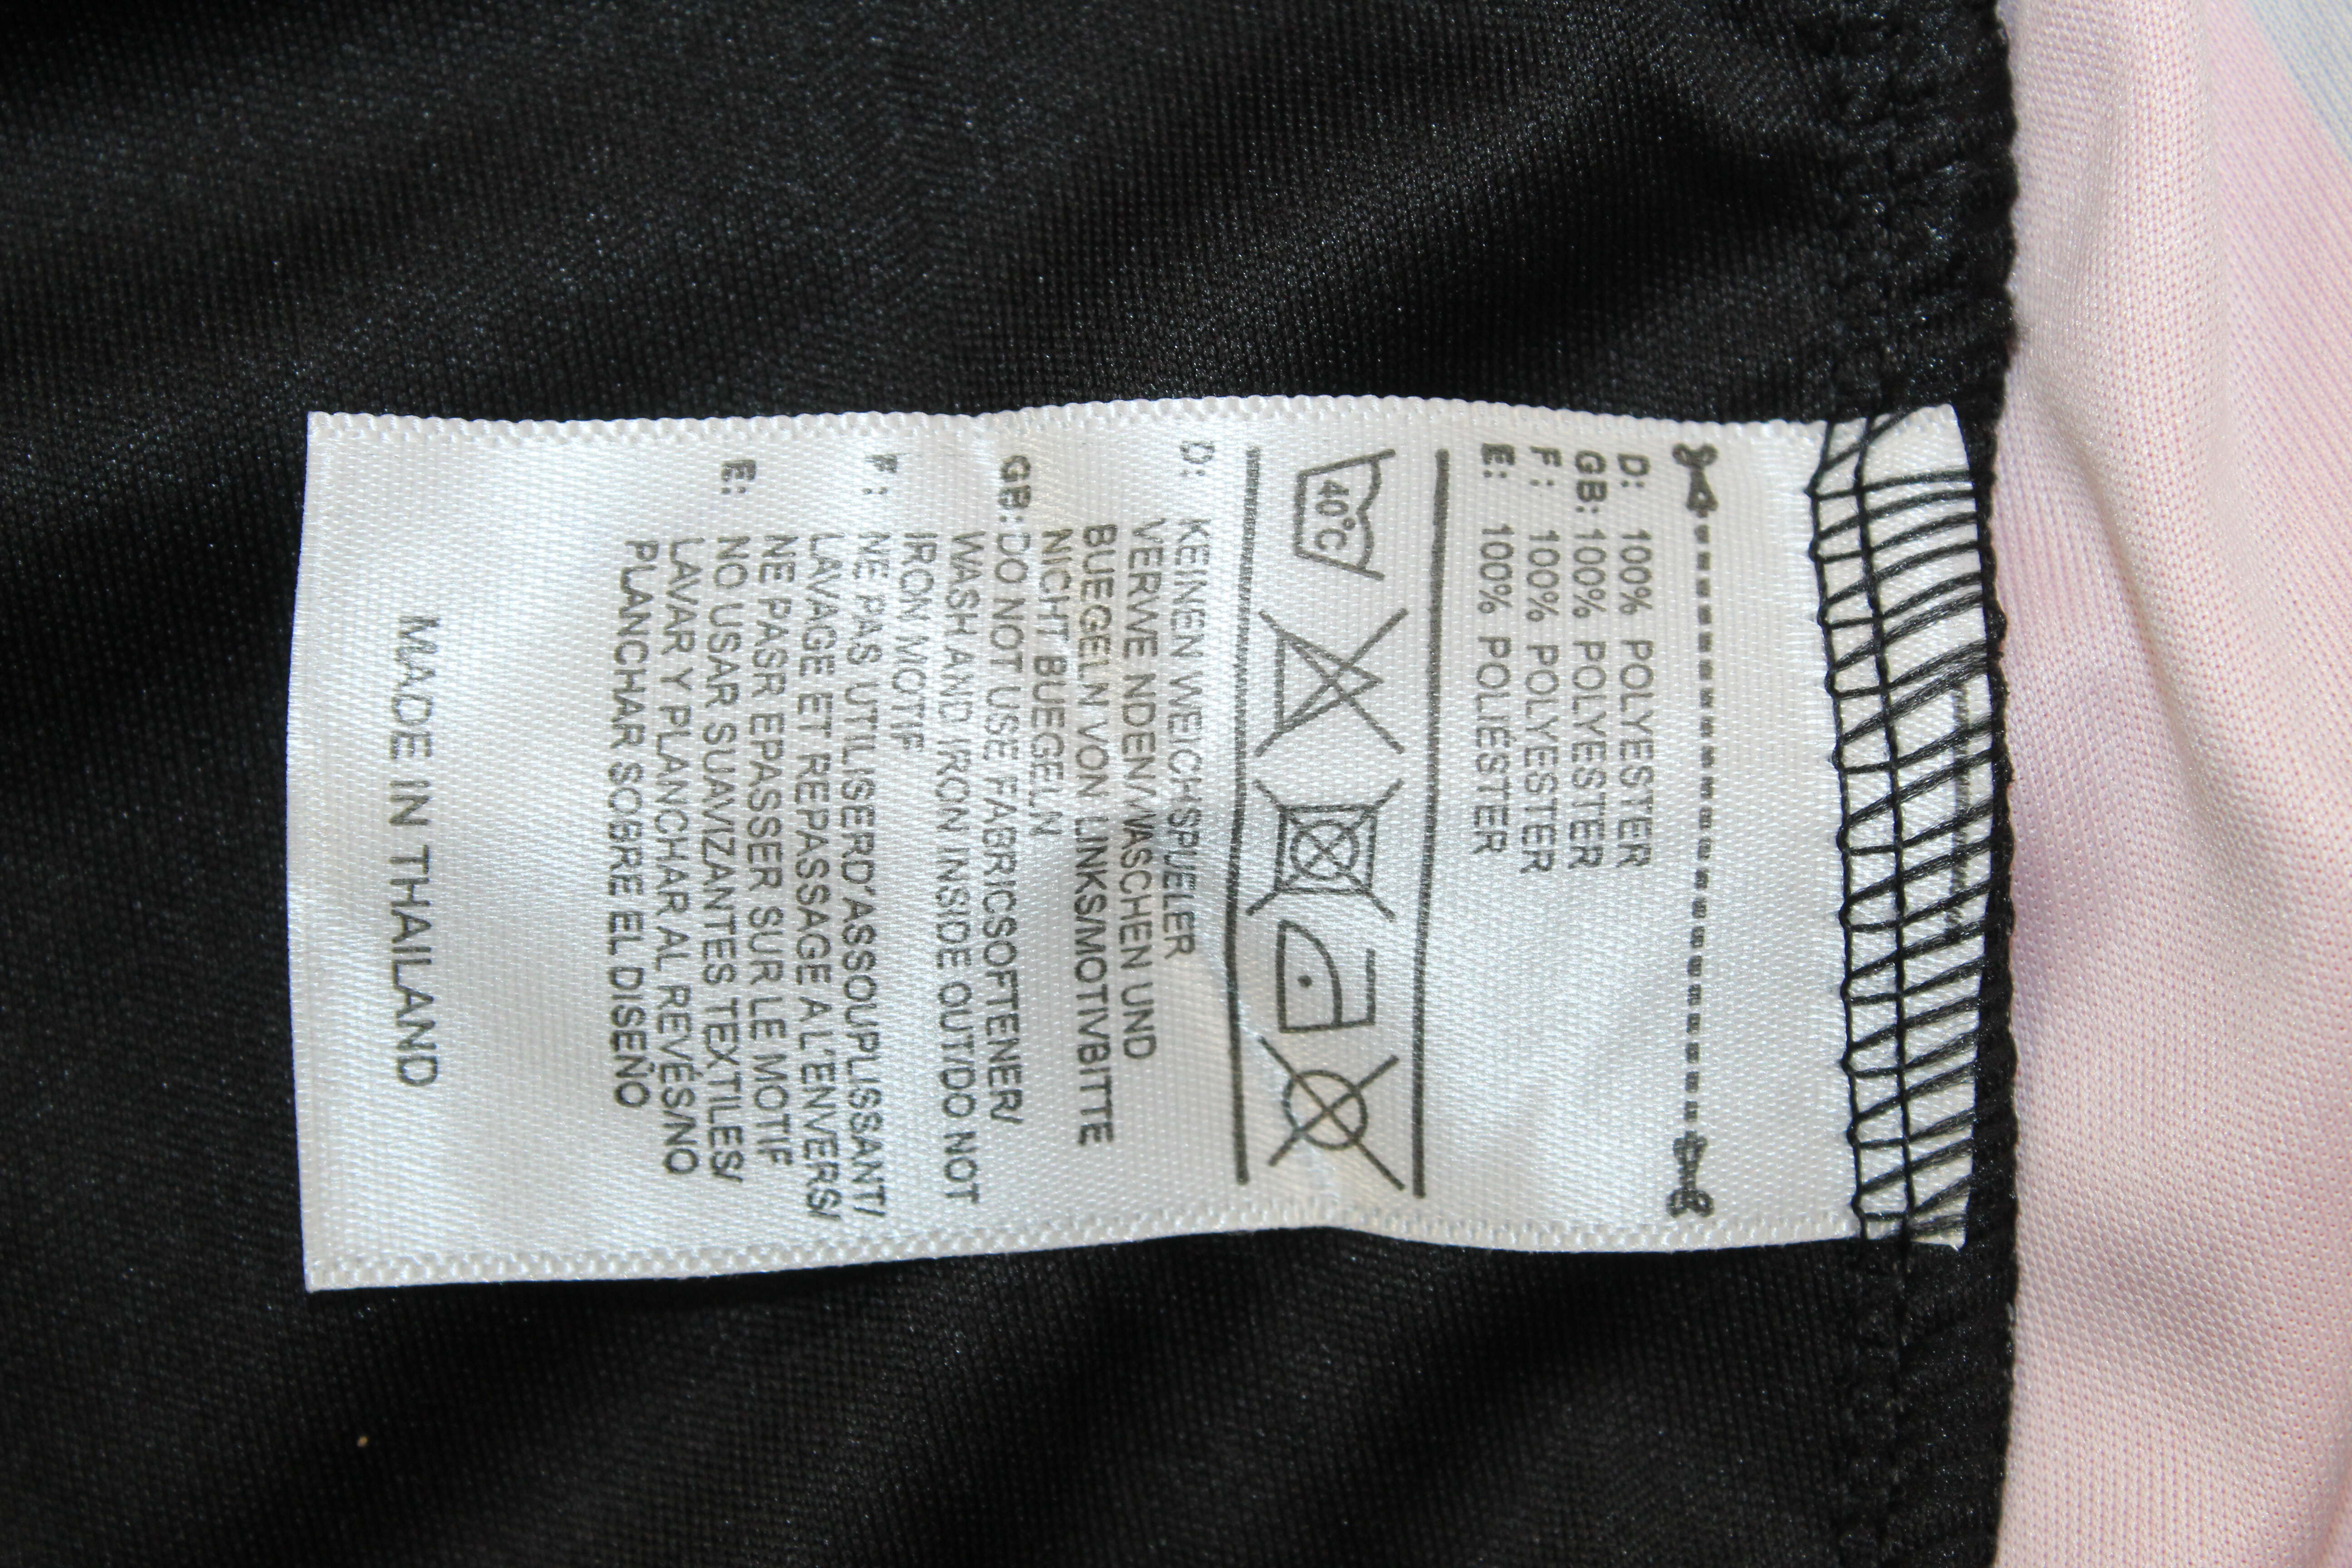 D: 100% POLYESTER
GB: 100% POLYESTER
F: 100% POLYESTER
E: 100% POLIÉSTER
40°C
D: KEINEN WEICHSPUELER
VERWE NDEN/WASCHEN UND
BUEGELN VON LINKS/MOTIVBITTE
NICHT BUEGELN
GB: DO NOT USE FABRICSOFTENER/
WASH AND IRON INSIDE OUT/DO NOT
IRON MOTIF
F: NE PAS UTILISERD'ASSOUPLISSANT/
LAVAGE ET REPASSAGE A L'ENVERS/
NE PASR EPASSER SUR LE MOTIF
E: NO USAR SUAVIZANTES TEXTILES/
LAVAR Y PLANCHAR AL REVÉS/NO
PLANCHAR SOBRE EL DISEÑO
MADE IN THAILAND